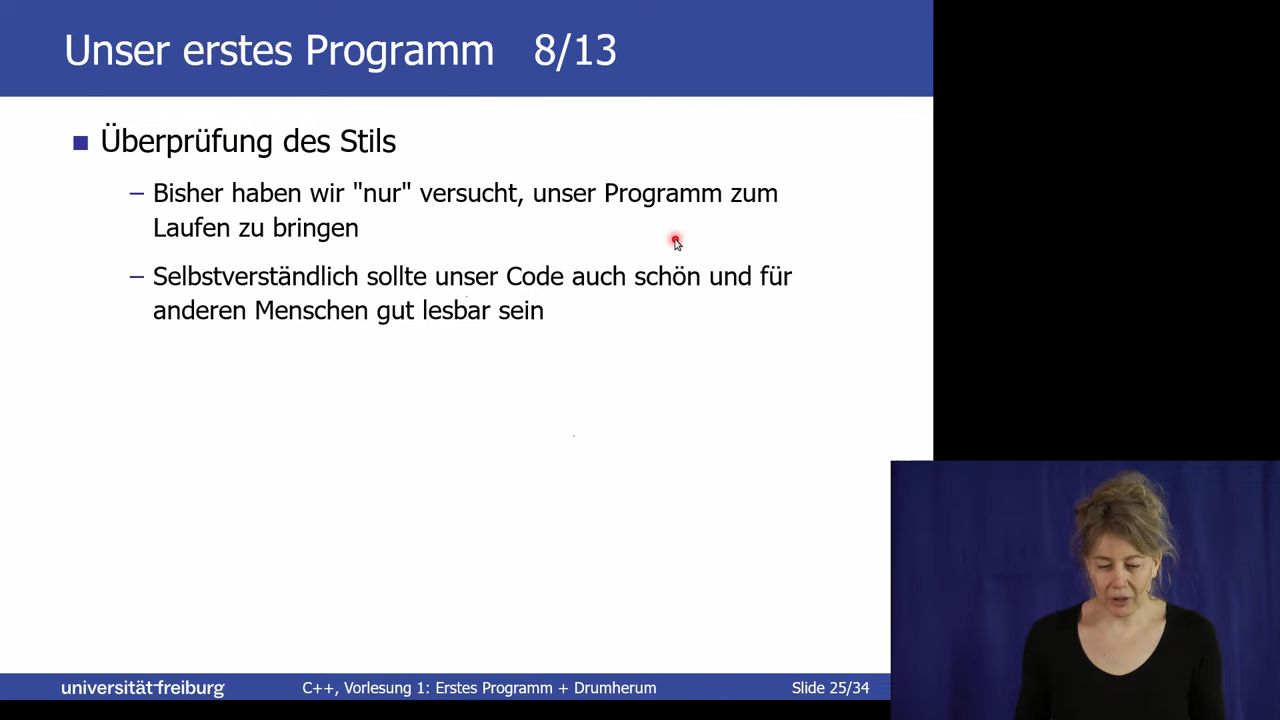 Unser erstes Programm 8/13
Überprüfung des Stils
– Bisher haben wir "nur" versucht, unser Programm zum
Laufen zu bringen
– Selbstverständlich sollte unser Code auch schön und für
anderen Menschen gut lesbar sein
universität freiburg
C++, Vorlesung 1: Erstes Programm + Drumherum
Slide 25/34